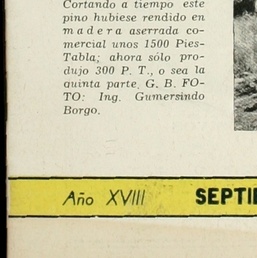 Cortando a tiempo este
pino hubiese rendido en
madera aserrada co-
mercial unos 1500 Pies-
Tabla; ahora sólo pro-
dujo 300 P. T., o sea la
quinta parte. G. B. FO-
TO: Ing. Gumersindo
Borgo.
Año XVIII SEPTI